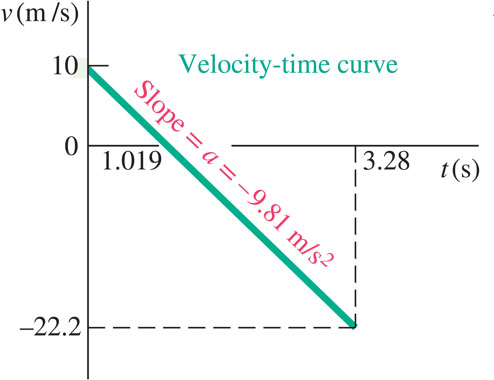 v (m/s)
10
Velocity-time curve
Slope = a = −9.81 m/s²
0
1.019
3.28
t (s)
−22.2